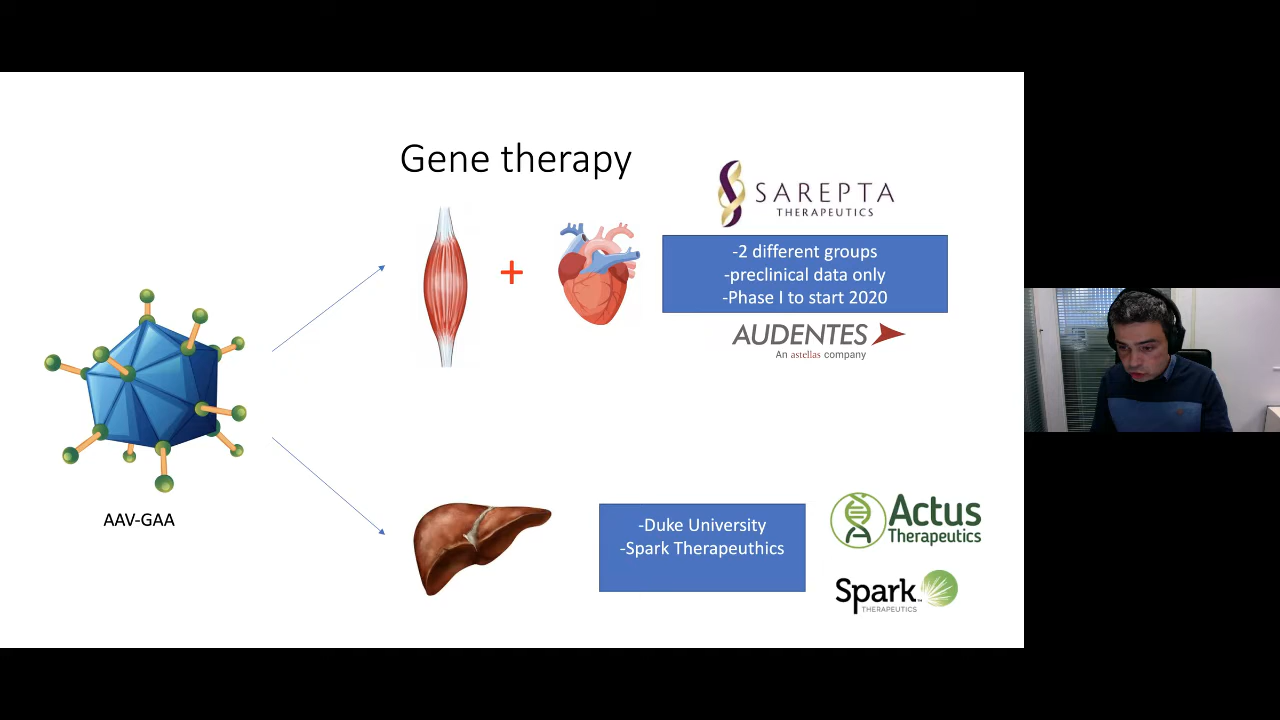 Gene therapy
SAREPTA
THERAPEUTICS
-2 different groups
-preclinical data only
-Phase I to start 2020
AUDENTES
An astellas company
AAV-GAA
-Duke University
-Spark Therapeuthics
Actus
Therapeutics
Spark™
THERAPEUTICS